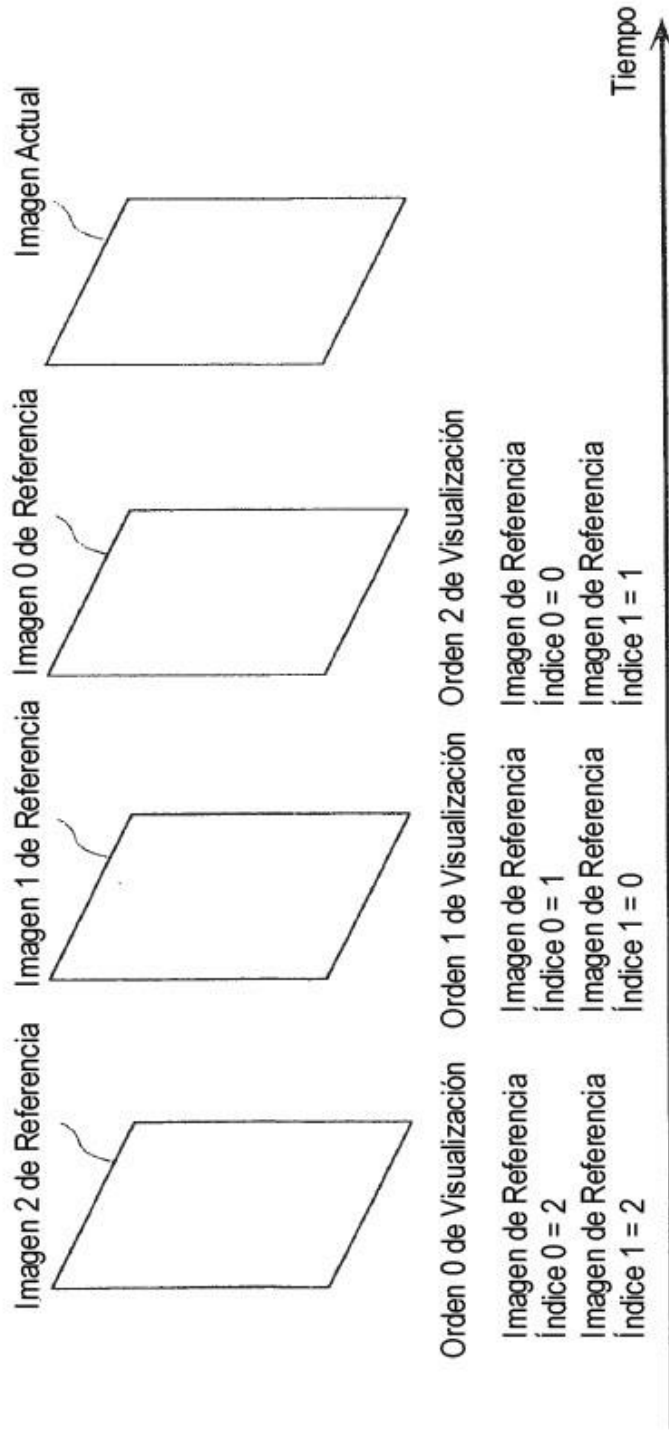 Imagen 2 de Referencia
Imagen 1 de Referencia
Imagen 0 de Referencia
Imagen Actual
Orden 0 de Visualización
Orden 1 de Visualización
Orden 2 de Visualización
Imagen de Referencia
índice 0 = 2
Imagen de Referencia
índice 1 = 2
Imagen de Referencia
índice 0 = 1
Imagen de Referencia
índice 1 = 0
Imagen de Referencia
índice 0 = 0
Imagen de Referencia
índice 1 = 1
Tiempo